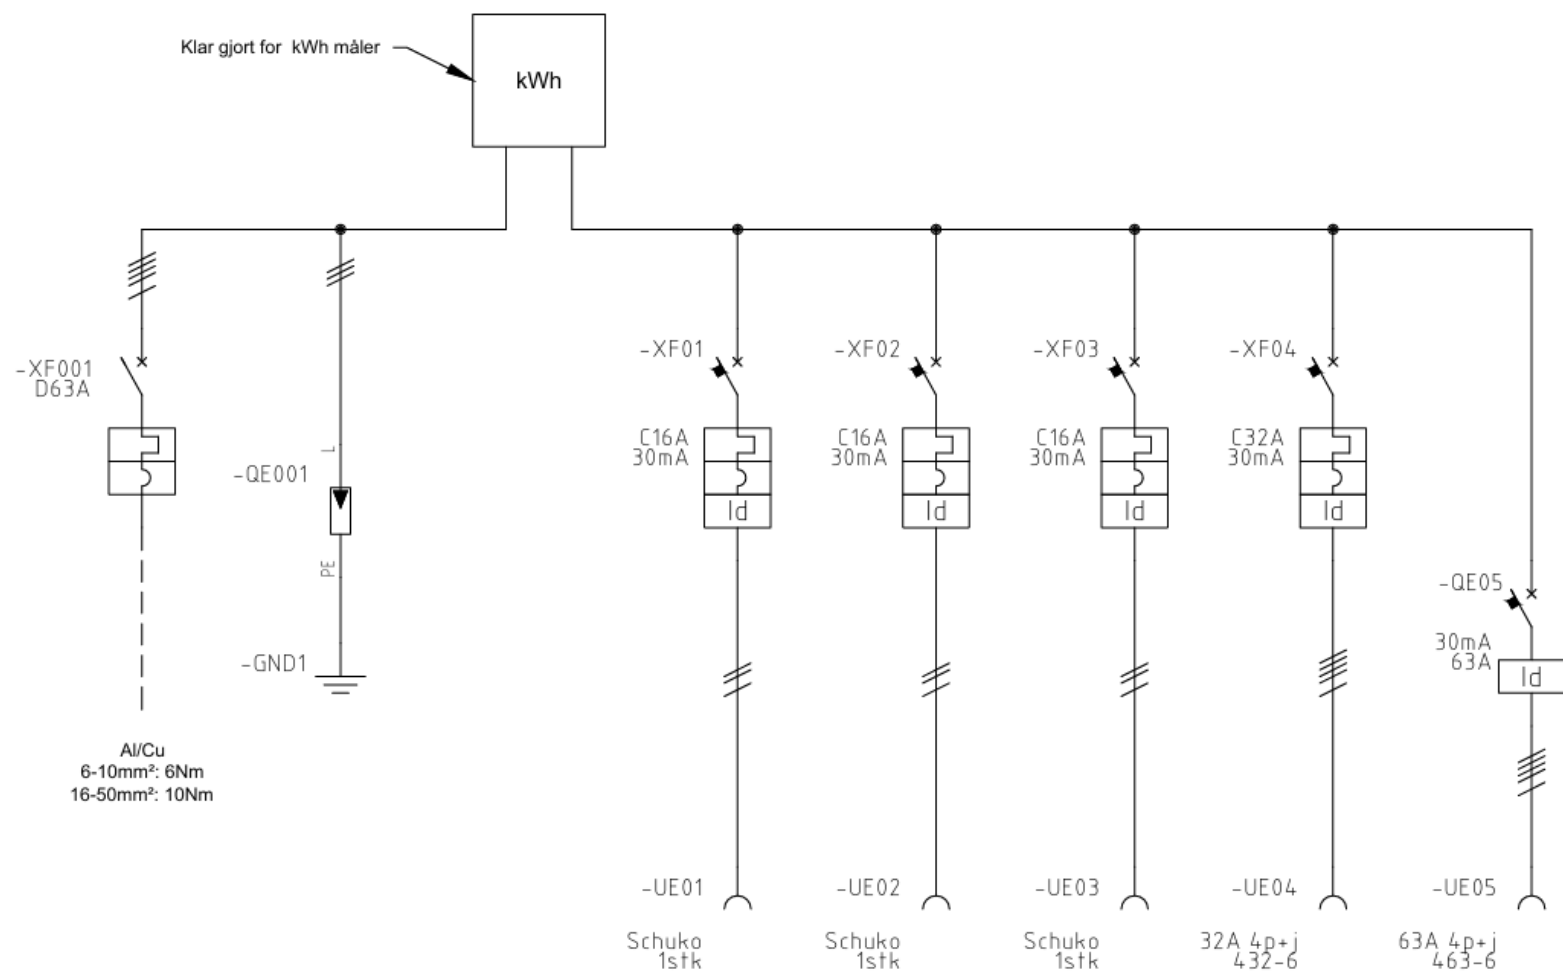 Klar gjort for kWh måler
kWh
-XF001
D63A
L
-QE001
PE
-GND1
Al/Cu
6-10mm²: 6Nm
16-50mm²: 10Nm
-XF01
C16A
30mA
Id
-UE01
Schuko
1stk
-XF02
C16A
30mA
Id
-UE02
Schuko
1stk
-XF03
C16A
30mA
Id
-UE03
Schuko
1stk
-XF04
C32A
30mA
Id
-UE04
32A 4p+j
432-6
-QE05
30mA
63A
Id
-UE05
63A 4p+j
463-6